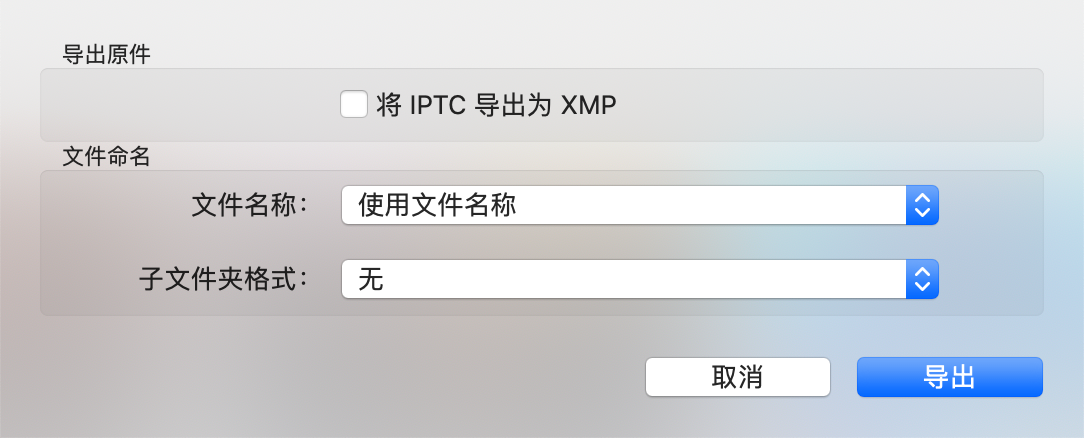 导出原件
将 IPTC 导出为 XMP
文件命名
文件名称： 使用文件名称
子文件夹格式： 无
取消 导出